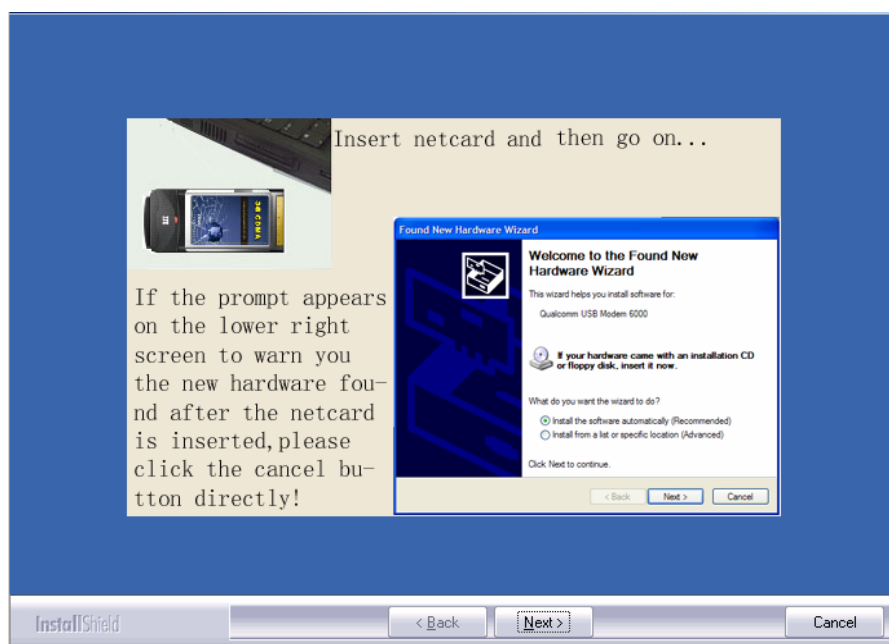 Insert netcard and then go on...
3G CDMA
ZTE
If the prompt appears
on the lower right
screen to warn you
the new hardware fou-
nd after the netcard
is inserted,please
click the cancel bu-
tton directly!
Found New Hardware Wizard
Welcome to the Found New
Hardware Wizard
This wizard helps you install software for:
Qualcomm USB Modem 6000
If your hardware came with an installation CD
or floppy disk, insert it now.
What do you want the wizard to do?
Install the software automatically (Recommended)
Install from a list or specific location (Advanced)
Click Next to continue.
< Back Next > Cancel
InstallShield
< Back Next > Cancel